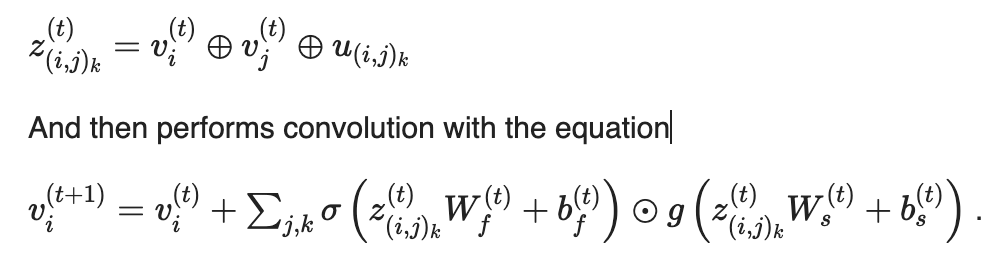 z_{(i,j)_k}^{(t)} = v_i^{(t)} ⊕ v_j^{(t)} ⊕ u_{(i,j)_k}
And then performs convolution with the equation
v_i^{(t+1)} = v_i^{(t)} + ∑_{j,k} σ ( z_{(i,j)_k}^{(t)} W_f^{(t)} + b_f^{(t)} ) ⊙ g ( z_{(i,j)_k}^{(t)} W_s^{(t)} + b_s^{(t)} ) .